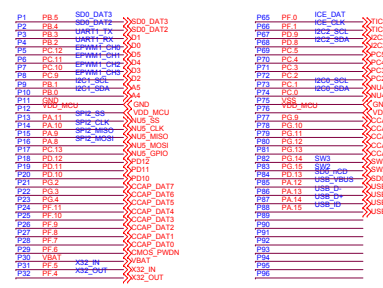 P1 PB.5 SD0_DAT3 SD0_DAT3
P2 PB.4 SD0_DAT2 SD0_DAT2
P3 PB.3 UART1_TX D1
P4 PB.2 UART1_RX D0
P5 PC.12 EPWM1_CH0 D5
P6 PC.11 EPWM1_CH1 D4
P7 PC.10 EPWM1_CH2 D3
P8 PC.9 EPWM1_CH3 D2
P9 PB.1 I2C1_SCL A5
P10 PB.0 I2C1_SDA A4
P11 GND GND
P12 VDD_MCU VDD_MCU
P13 PA.11 SPI2_SS NU5_SS
P14 PA.10 SPI2_CLK NU5_CLK
P15 PA.9 SPI2_MISO NU5_MISO
P16 PA.8 SPI2_MOSI NU5_MOSI
P17 PC.13 NU5_GPIO
P18 PD.12 PD12
P19 PD.11 PD11
P20 PD.10 PD10
P21 PG.2 CCAP_DAT7
P22 PG.3 CCAP_DAT6
P23 PG.4 CCAP_DAT5
P24 PF.11 CCAP_DAT4
P25 PF.10 CCAP_DAT3
P26 PF.9 CCAP_DAT2
P27 PF.8 CCAP_DAT1
P28 PF.7 CCAP_DAT0
P29 PF.6 CMOS_PWDN
P30 VBAT VBAT
P31 PF.5 X32_IN X32_IN
P32 PF.4 X32_OUT X32_OUT
P65 PF.0 ICE_DAT
P66 PF.1 ICE_CLK
P67 PD.9 I2C2_SCL
P68 PD.8 I2C2_SDA
P69 PC.5
P70 PC.4
P71 PC.3
P72 PC.2
P73 PC.1 I2C0_SCL
P74 PC.0 I2C0_SDA
P75 VSS
P76 VDD_MCU
P77 PG.9
P78 PG.10
P79 PG.11
P80 PG.12
P81 PG.13
P82 PG.14 SW3
P83 PG.15 SW2
P84 PD.13 SD0_nCD
P85 PA.12 USB_VBUS
P86 PA.13 USB_D-
P87 PA.14 USB_D+
P88 PA.15 USB_ID
P89
P90
P91
P92
P93
P94
P95
P96